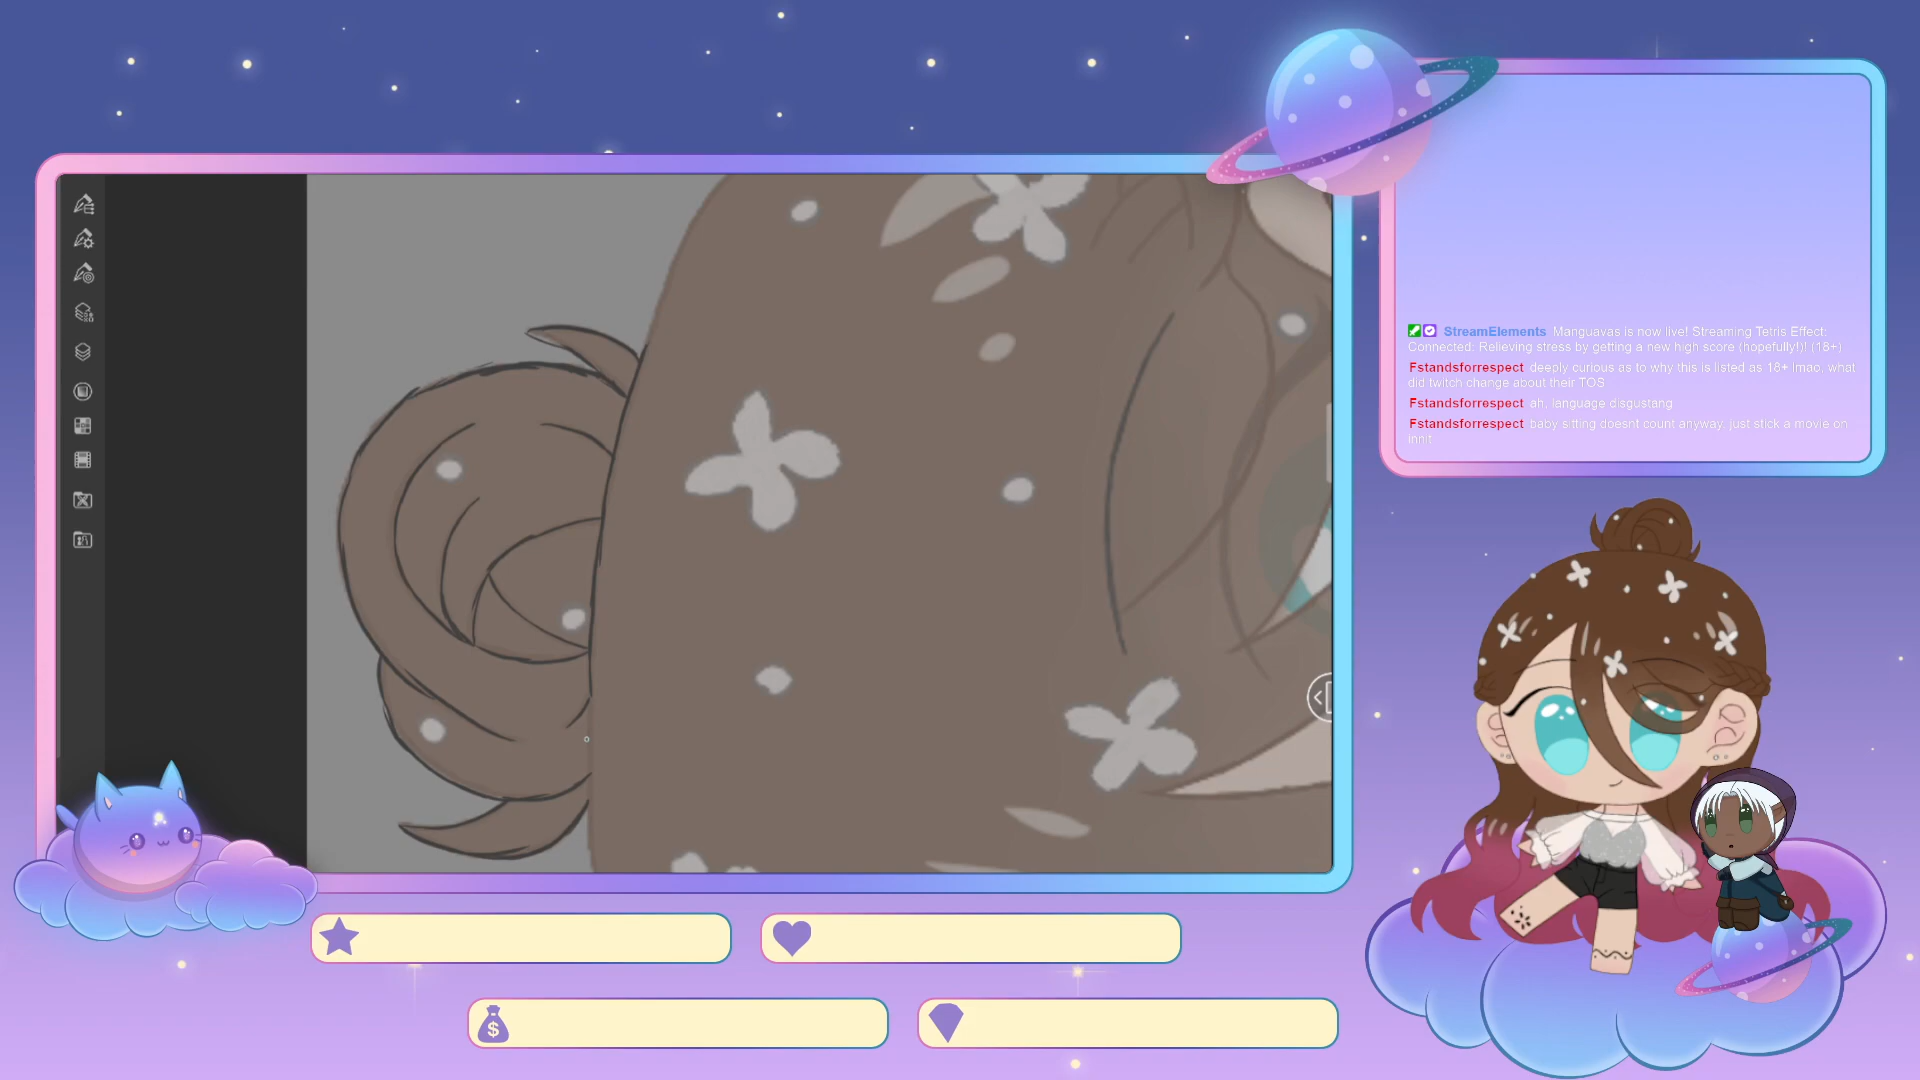 StreamElements Manguavas is now live! Streaming Tetris Effect:
Connected: Relieving stress by getting a new high score (hopefully!)! (18+)
Fstandsforrespect deeply curious as to why this is listed as 18+ lmao. what
did twitch change about their TOS
Fstandsforrespect ah, language disgustang
Fstandsforrespect baby sitting doesnt count anyway, just stick a movie on
innit
$